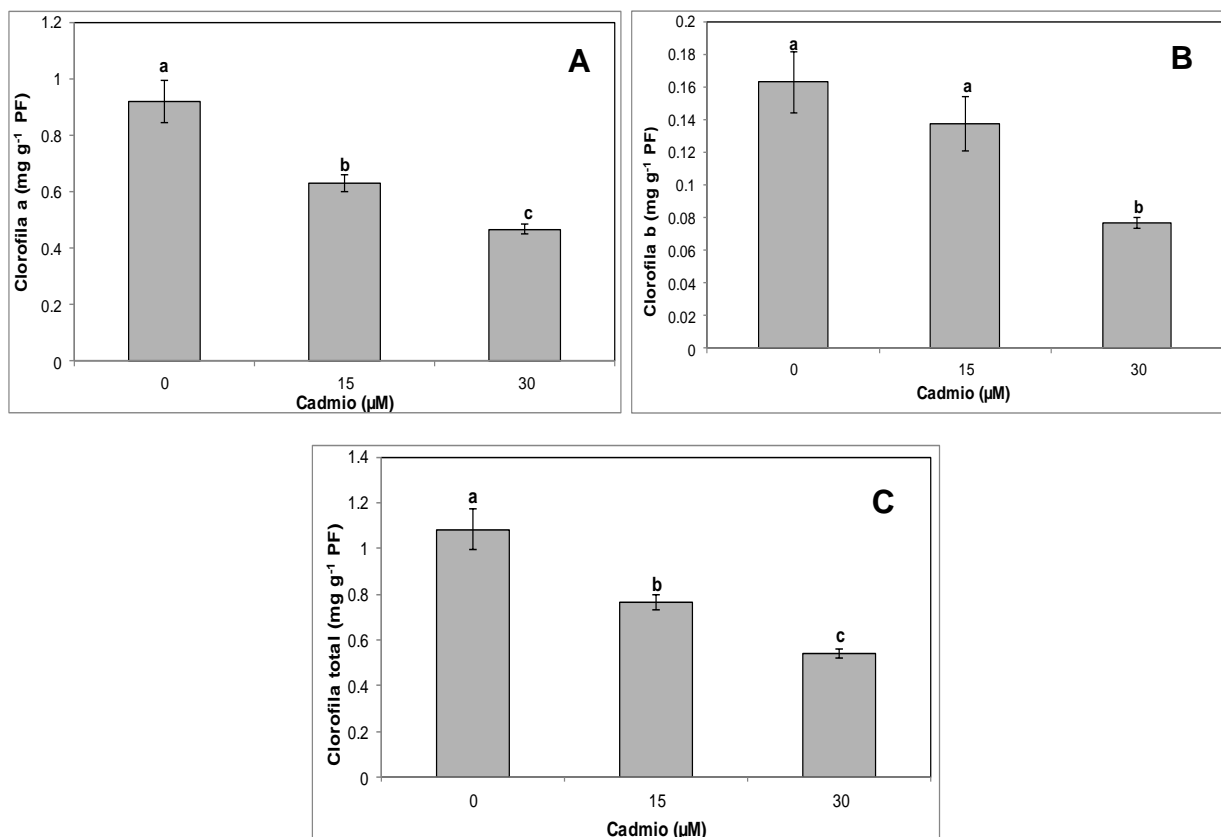 A
Clorofila a (mg g⁻¹ PF)
1.2
1
0.8
0.6
0.4
0.2
0
a
b
c
0 15 30
Cadmio (µM)
B
Clorofila b (mg g⁻¹ PF)
0.2
0.18
0.16
0.14
0.12
0.1
0.08
0.06
0.04
0.02
0
a
a
b
0 15 30
Cadmio (µM)
C
Clorofila total (mg g⁻¹ PF)
1.4
1.2
1
0.8
0.6
0.4
0.2
0
a
b
c
0 15 30
Cadmio (µM)